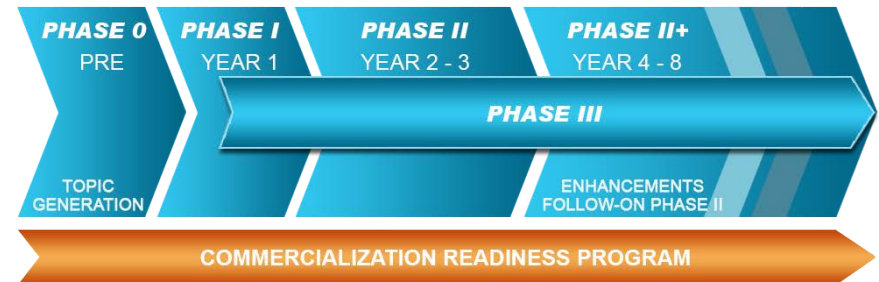 PHASE 0
PRE
TOPIC
GENERATION
PHASE I
YEAR 1
PHASE II
YEAR 2 - 3
PHASE II+
YEAR 4 - 8
ENHANCEMENTS
FOLLOW-ON PHASE II
PHASE III
COMMERCIALIZATION READINESS PROGRAM